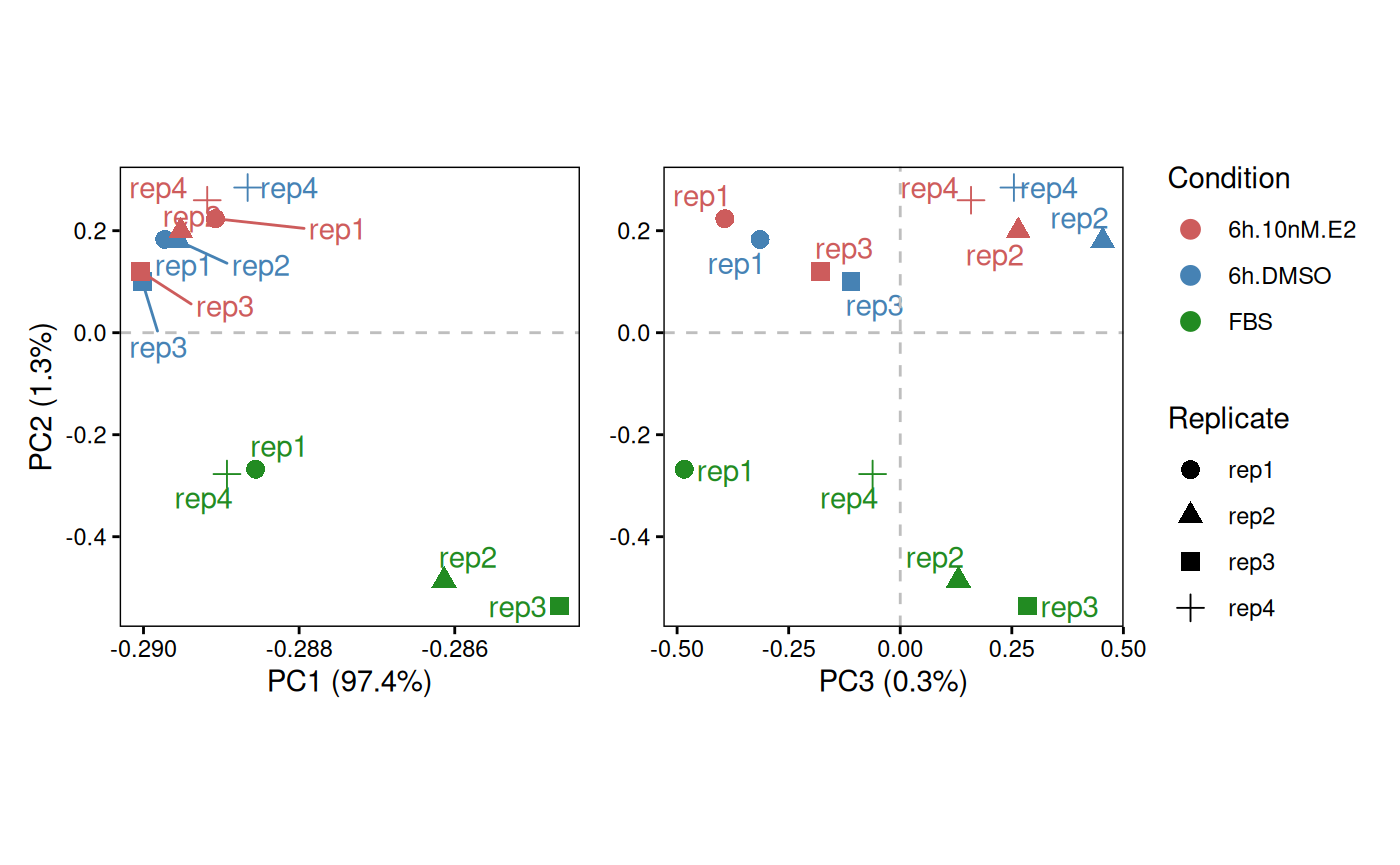 PC2 (1.3%)
0.2
0.0
-0.2
-0.4
rep4
rep4
rep2
rep1
rep1
rep2
rep3
rep3
rep1
rep4
rep2
rep3
-0.290
-0.288
-0.286
PC1 (97.4%)
0.2
0.0
-0.2
-0.4
rep1
rep4
rep4
rep2
rep1
rep3
rep2
rep3
rep1
rep4
rep2
rep3
-0.50
-0.25
0.00
0.25
0.50
PC3 (0.3%)
Condition
6h.10nM.E2
6h.DMSO
FBS
Replicate
rep1
rep2
rep3
rep4